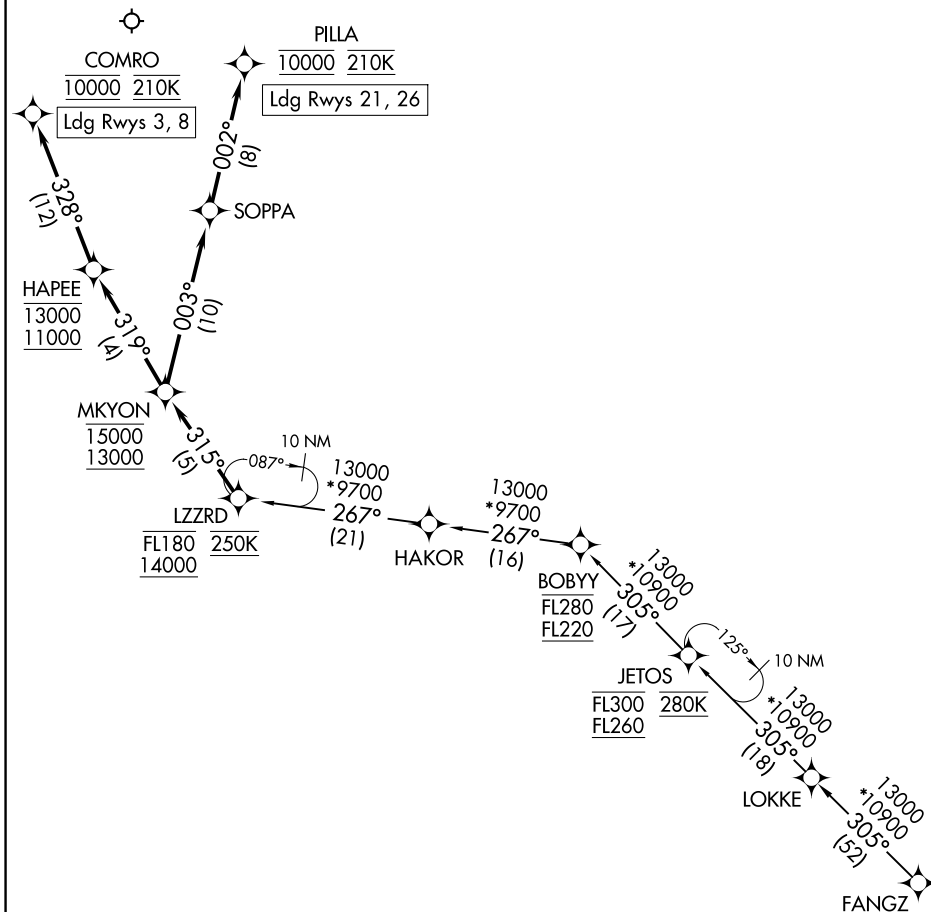 PILLA
10000 210K
Ldg Rwys 21, 26
COMRO
10000 210K
Ldg Rwys 3, 8
002°
(8)
328°
(12)
SOPPA
HAPEE
13000
11000
003°
(10)
319°
(4)
MKYON
15000
13000
315°
(5)
10 NM
087°
LZZRD
FL180 250K
14000
13000
*9700
267°
(21)
HAKOR
13000
*9700
267°
(16)
BOBYY
FL280
FL220
13000
*10900
305°
(17)
125°
10 NM
JETOS
FL300 280K
FL260
13000
*10900
305°
(18)
LOKKE
13000
*10900
305°
(52)
FANGZ